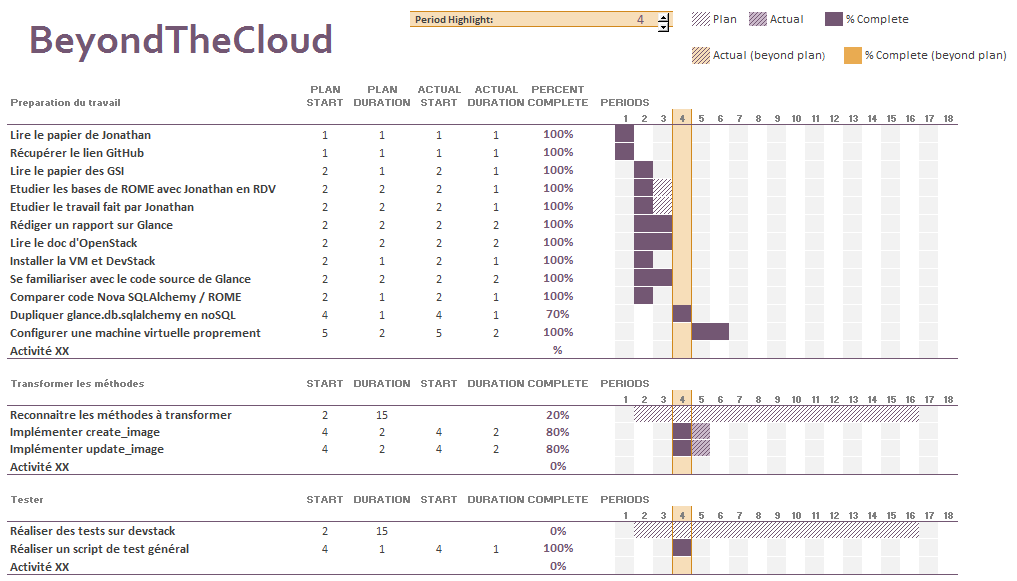 BeyondTheCloud
Period Highlight: 4
Plan Actual % Complete
Actual (beyond plan) % Complete (beyond plan)
Preparation du travail PLAN START PLAN DURATION ACTUAL START ACTUAL DURATION PERCENT COMPLETE PERIODS
1 2 3 4 5 6 7 8 9 10 11 12 13 14 15 16 17 18
Lire le papier de Jonathan 1 1 1 1 100%
Récupérer le lien GitHub 1 1 1 1 100%
Lire le papier des GSI 2 1 2 1 100%
Etudier les bases de ROME avec Jonathan en RDV 2 2 2 1 100%
Etudier le travail fait par Jonathan 2 2 2 1 100%
Rédiger un rapport sur Glance 2 2 2 2 100%
Lire le doc d'OpenStack 2 2 2 2 100%
Installer la VM et DevStack 2 1 2 1 100%
Se familiariser avec le code source de Glance 2 2 2 2 100%
Comparer code Nova SQLAlchemy / ROME 2 1 2 1 100%
Dupliquer glance.db.sqlalchemy en noSQL 4 1 4 1 70%
Configurer une machine virtuelle proprement 5 2 5 2 100%
Activité XX %
Transformer les méthodes START DURATION START DURATION COMPLETE PERIODS
1 2 3 4 5 6 7 8 9 10 11 12 13 14 15 16 17 18
Reconnaitre les méthodes à transformer 2 15 20%
Implémenter create_image 4 2 4 2 80%
Implémenter update_image 4 2 4 2 80%
Activité XX 0%
Tester START DURATION START DURATION COMPLETE PERIODS
1 2 3 4 5 6 7 8 9 10 11 12 13 14 15 16 17 18
Réaliser des tests sur devstack 2 15 0%
Réaliser un script de test général 4 1 4 1 100%
Activité XX 0%